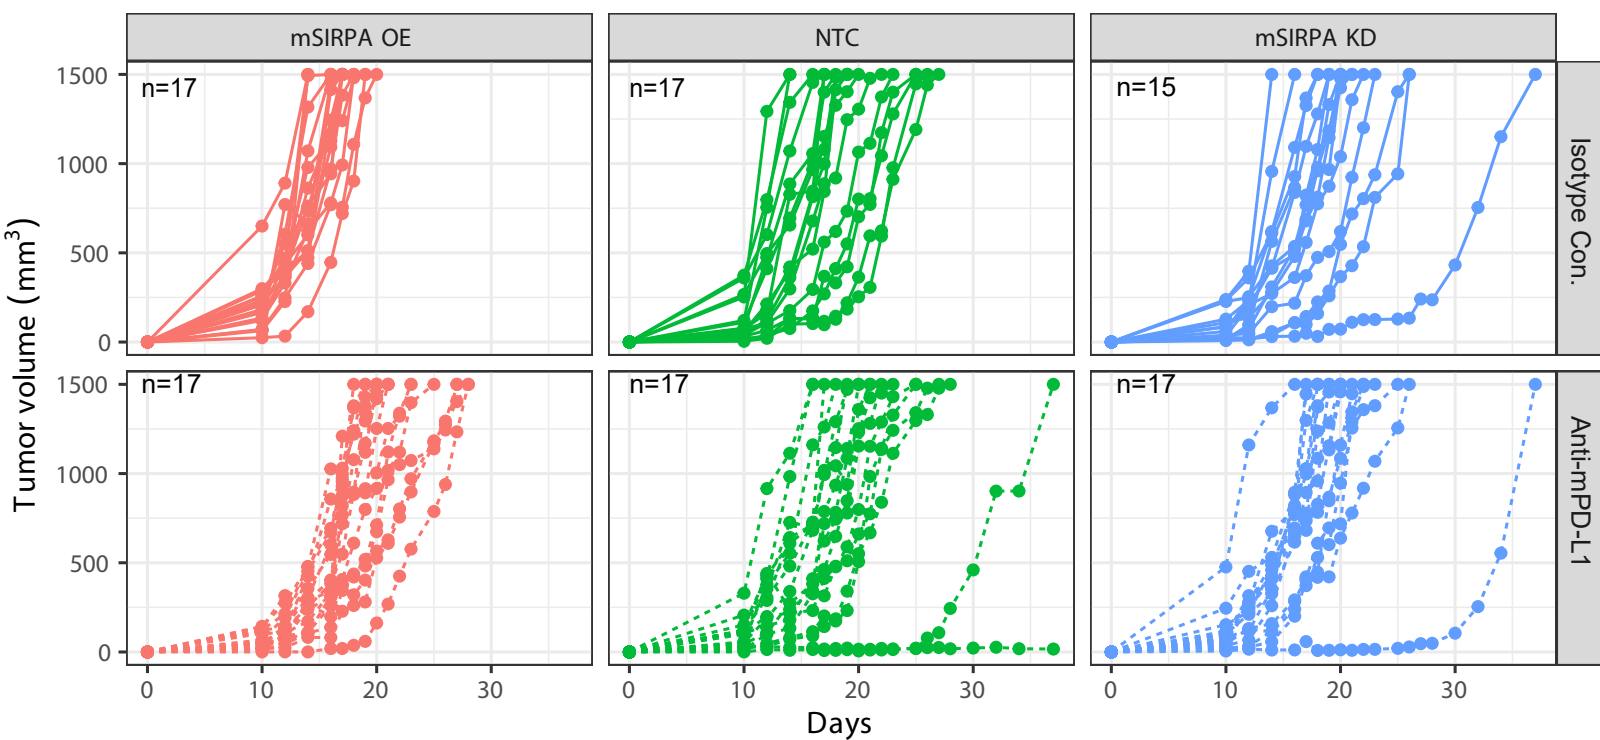 mSIRPA OE
NTC
mSIRPA KD
Tumor volume (mm³)
1500
1000
500
0
n=17
n=17
n=15
Isotype Con.
1500
1000
500
0
n=17
n=17
n=17
Anti-mPD-L1
0 10 20 30
0 10 20 30
0 10 20 30
Days